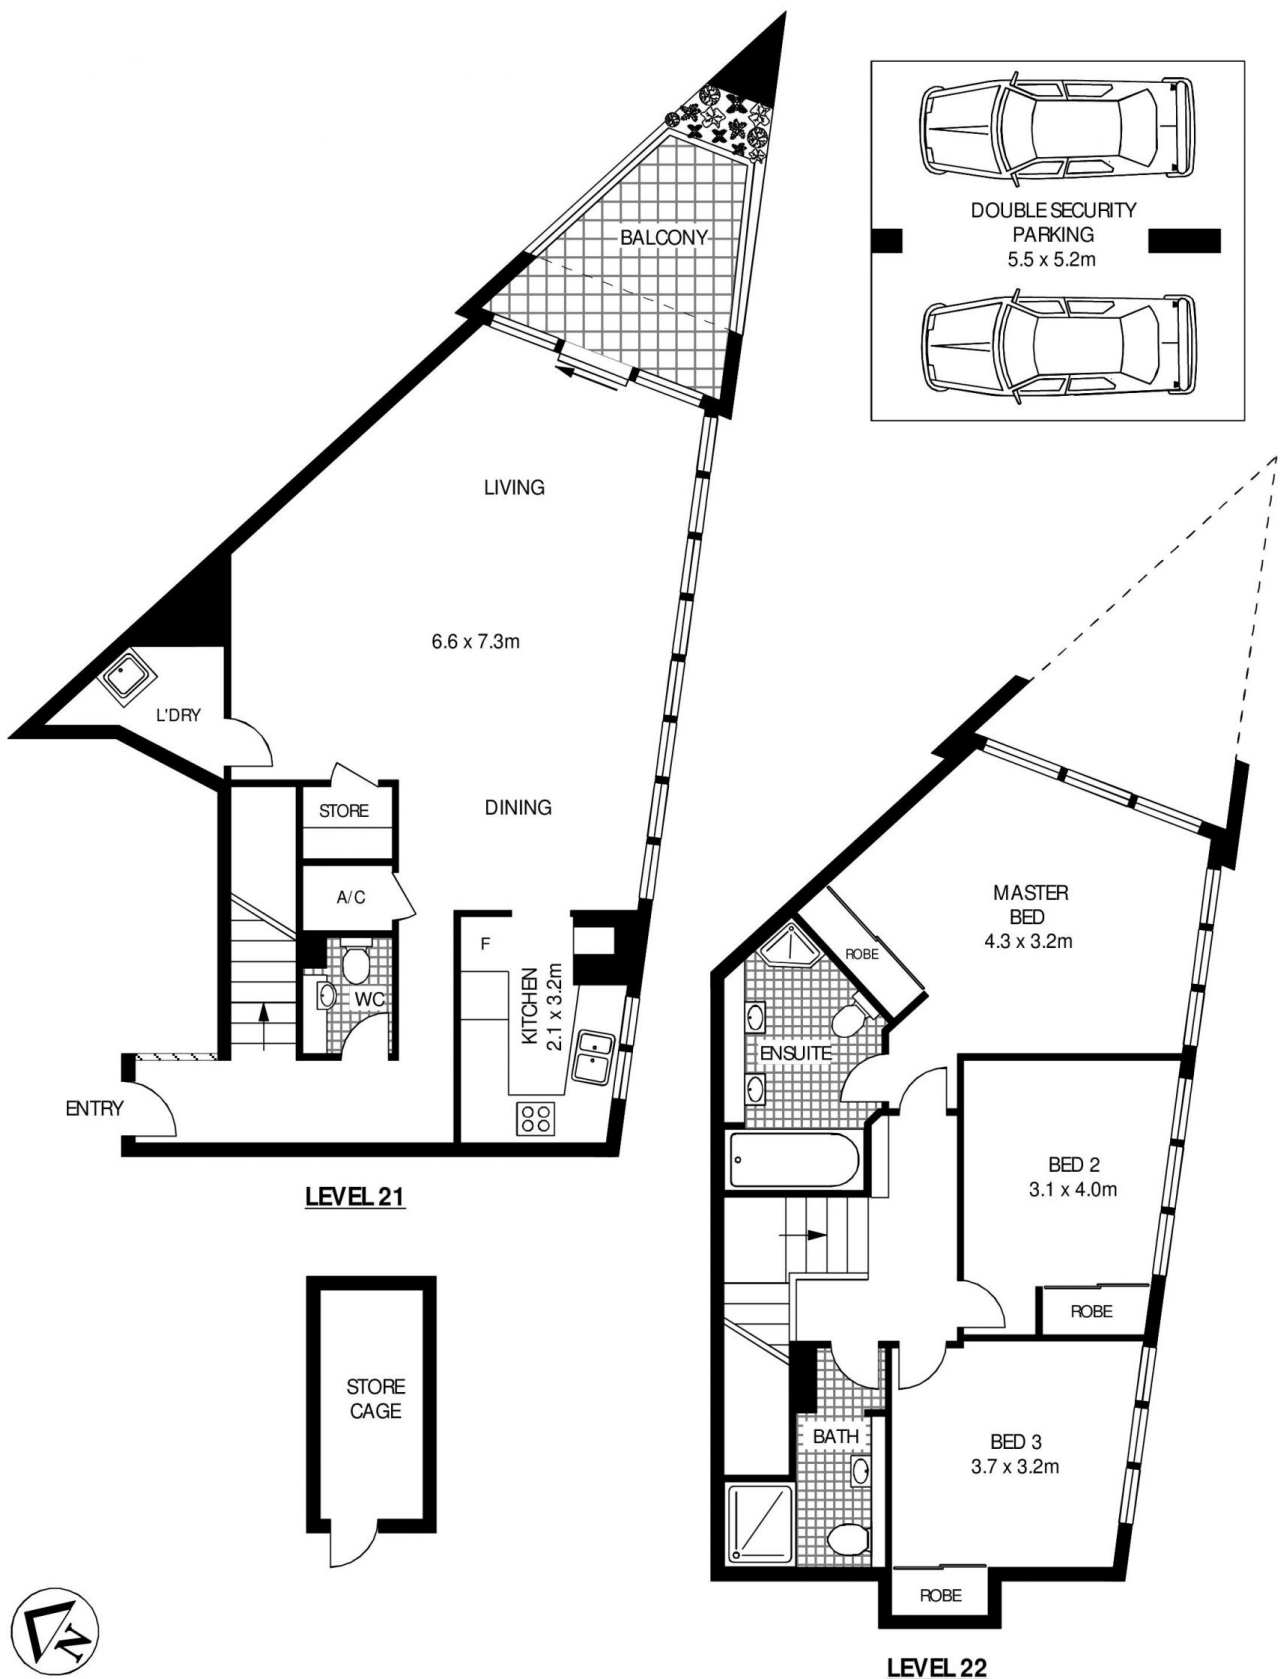 BALCONY
DOUBLE SECURITY
PARKING
5.5 x 5.2m
LIVING
6.6 x 7.3m
L'DRY
DINING
STORE
A/C
F
KITCHEN
2.1 x 3.2m
WC
ENTRY
LEVEL 21
MASTER
BED
4.3 x 3.2m
ROBE
ENSUITE
BED 2
3.1 x 4.0m
ROBE
STORE
CAGE
BATH
BED 3
3.7 x 3.2m
ROBE
N
LEVEL 22